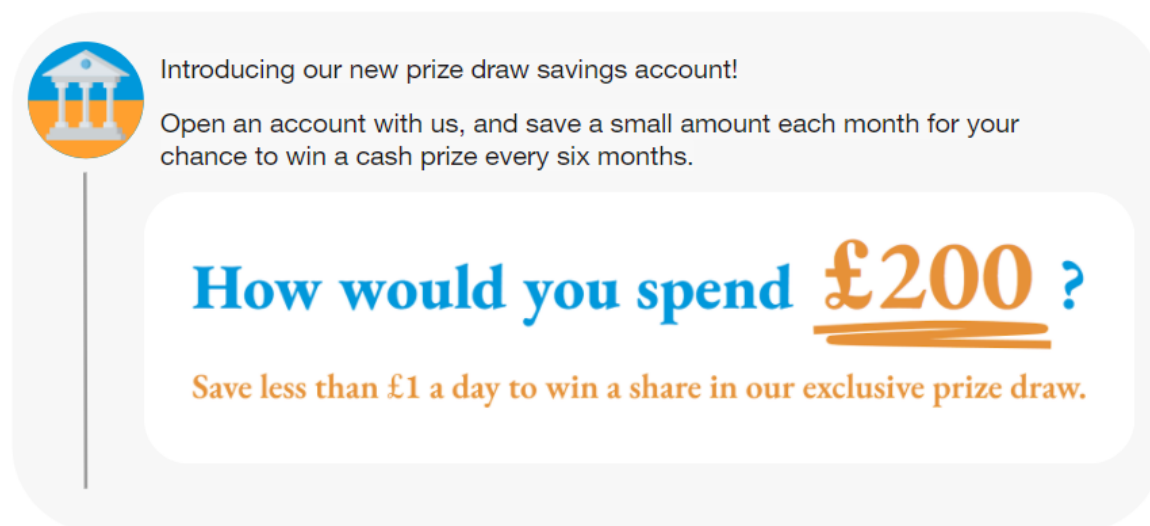 Introducing our new prize draw savings account!
Open an account with us, and save a small amount each month for your
chance to win a cash prize every six months.
How would you spend £200 ?
Save less than £1 a day to win a share in our exclusive prize draw.